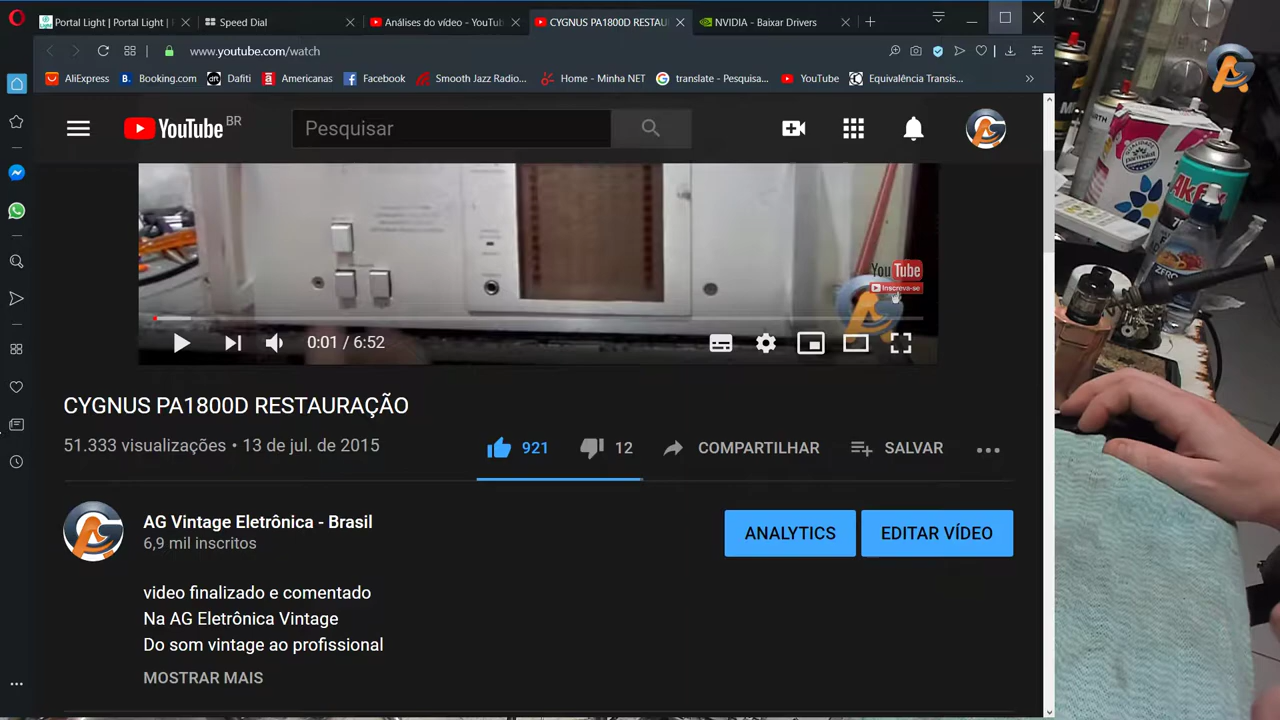 Portal Light | Portal Light |
Speed Dial
Análises do vídeo - YouTub
CYGNUS PA1800D RESTAU
NVIDIA - Baixar Drivers
www.youtube.com/watch
AliExpress
Booking.com
Dafiti
Americanas
Facebook
Smooth Jazz Radio...
Home - Minha NET
translate - Pesquisa...
YouTube
Equivalência Transis...
YouTube BR
Pesquisar
YouTube
Inscreva-se
0:01 / 6:52
CYGNUS PA1800D RESTAURAÇÃO
51.333 visualizações • 13 de jul. de 2015
921
12
COMPARTILHAR
SALVAR
AG Vintage Eletrônica - Brasil
6,9 mil inscritos
ANALYTICS
EDITAR VÍDEO
video finalizado e comentado
Na AG Eletrônica Vintage
Do som vintage ao profissional
MOSTRAR MAIS
parmalat
Akfix
ZERO